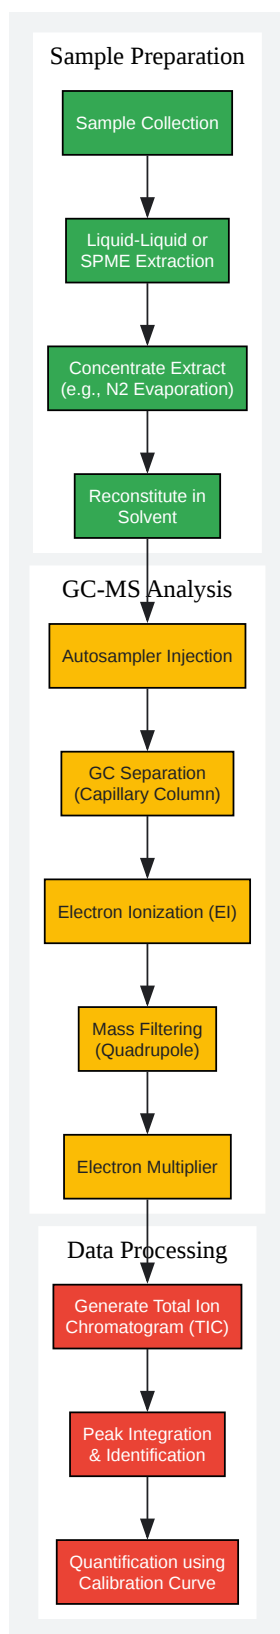 Sample Preparation
Sample Collection
Liquid-Liquid or
SPME Extraction
Concentrate Extract
(e.g., N2 Evaporation)
Reconstitute in
Solvent
GC-MS Analysis
Autosampler Injection
GC Separation
(Capillary Column)
Electron Ionization (EI)
Mass Filtering
(Quadrupole)
Electron Multiplier
Data Processing
Generate Total Ion
Chromatogram (TIC)
Peak Integration
& Identification
Quantification using
Calibration Curve